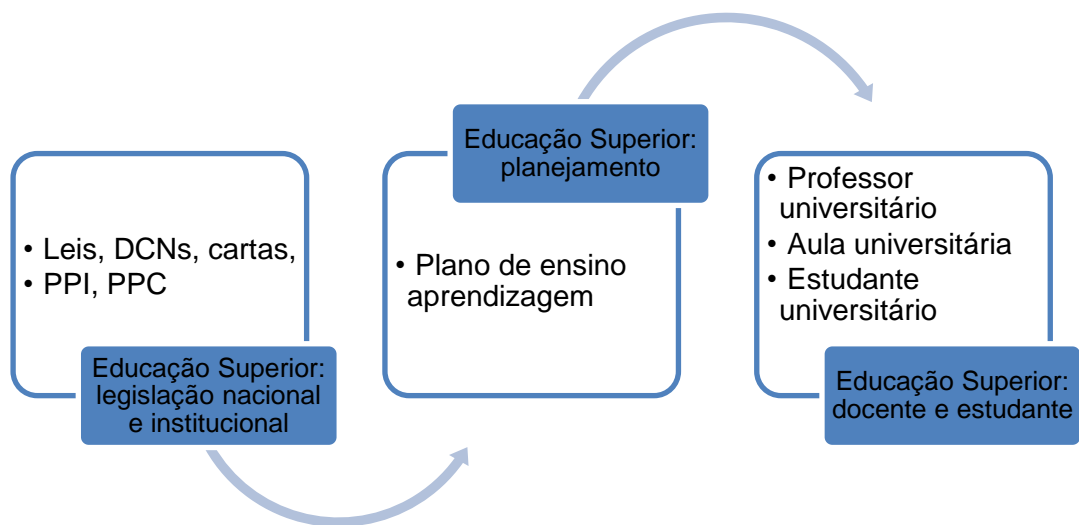 • Leis, DCNs, cartas,
• PPI, PPC
Educação Superior:
legislação nacional
e institucional
Educação Superior:
planejamento
• Plano de ensino
aprendizagem
• Professor
universitário
• Aula universitária
• Estudante
universitário
Educação Superior:
docente e estudante